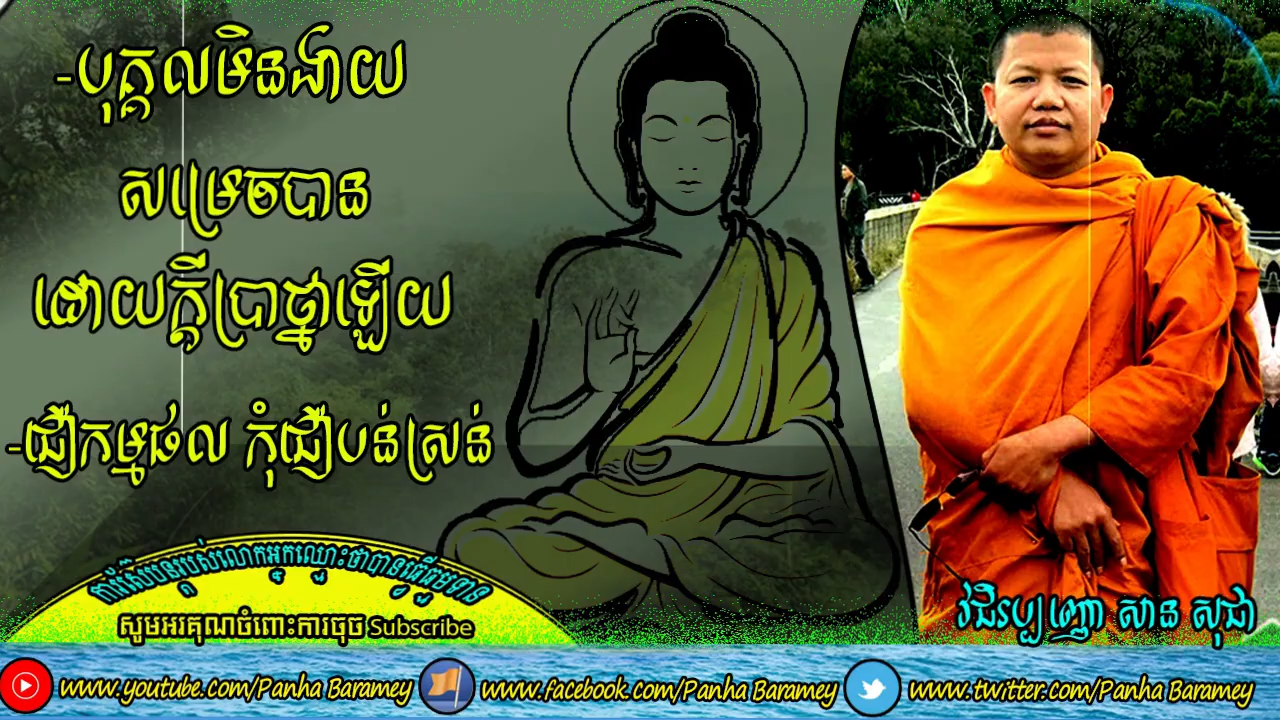 -បុគ្គលមិនងាយ
សម្រេចបាន
ដោយក្ដីប្រាថ្នាឡើយ
-ជឿកម្មផល កុំជឿបន់ស្រន់
សូមអរគុណចំពោះការចុច Subscribe
វជិរប្បញ្ញោ សាន សុជា
www.youtube.com/Panha Baramey
www.facebook.com/Panha Baramey
www.twitter.com/Panha Baramey